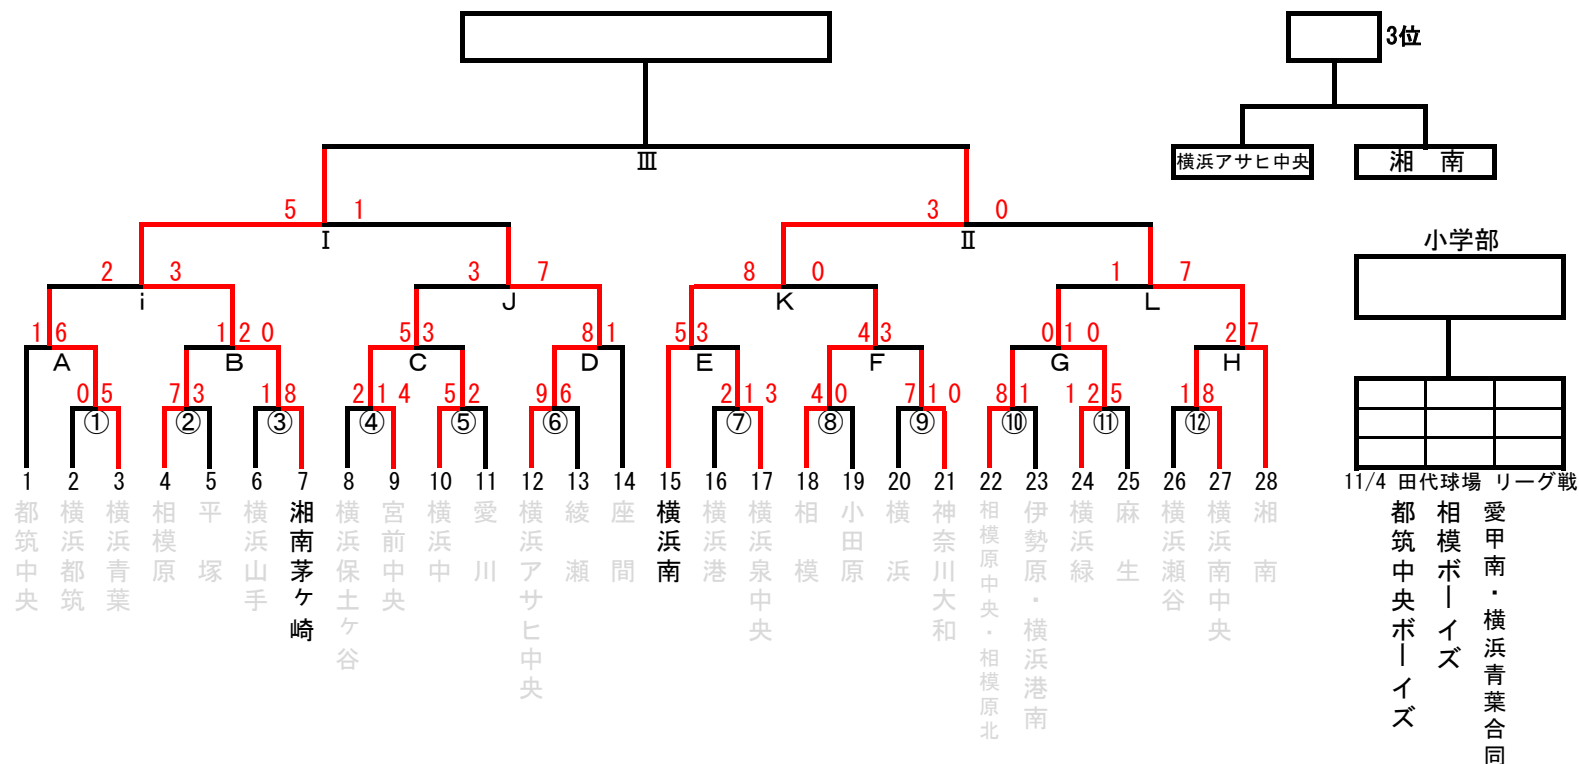 3位
横浜アサヒ中央 湘 南
Ⅲ
5 1 3 0
Ⅰ Ⅱ
小学部
2 3 3 7 8 0 1 7
i J K L
1 6 1 2 0 5 3 8 1 5 3 4 3 0 1 0 2 7
A B C D E F G H
0 5 7 3 1 8 2 1 4 5 2 9 6 2 1 3 4 0 7 1 0 8 1 1 2 5 1 8
① ② ③ ④ ⑤ ⑥ ⑦ ⑧ ⑨ ⑩ ⑪ ⑫
1 2 3 4 5 6 7 8 9 10 11 12 13 14 15 16 17 18 19 20 21 22 23 24 25 26 27 28
11/4 田代球場 リーグ戦
都筑中央
横浜都筑
横浜青葉
相模原
平塚
横浜山手
湘南茅ケ崎
横浜保土ケ谷
宮前中央
横浜中
愛川
横浜アサヒ中央
綾瀬
座間
横浜南
横浜港
横浜泉中央
相模
小田原
横浜
神奈川大和
相模原中央・相模原北
伊勢原・横浜港南
横浜緑
麻生
横浜瀬谷
横浜南中央
湘南
都筑中央ボーイズ
相模ボーイズ
愛甲南・横浜青葉合同